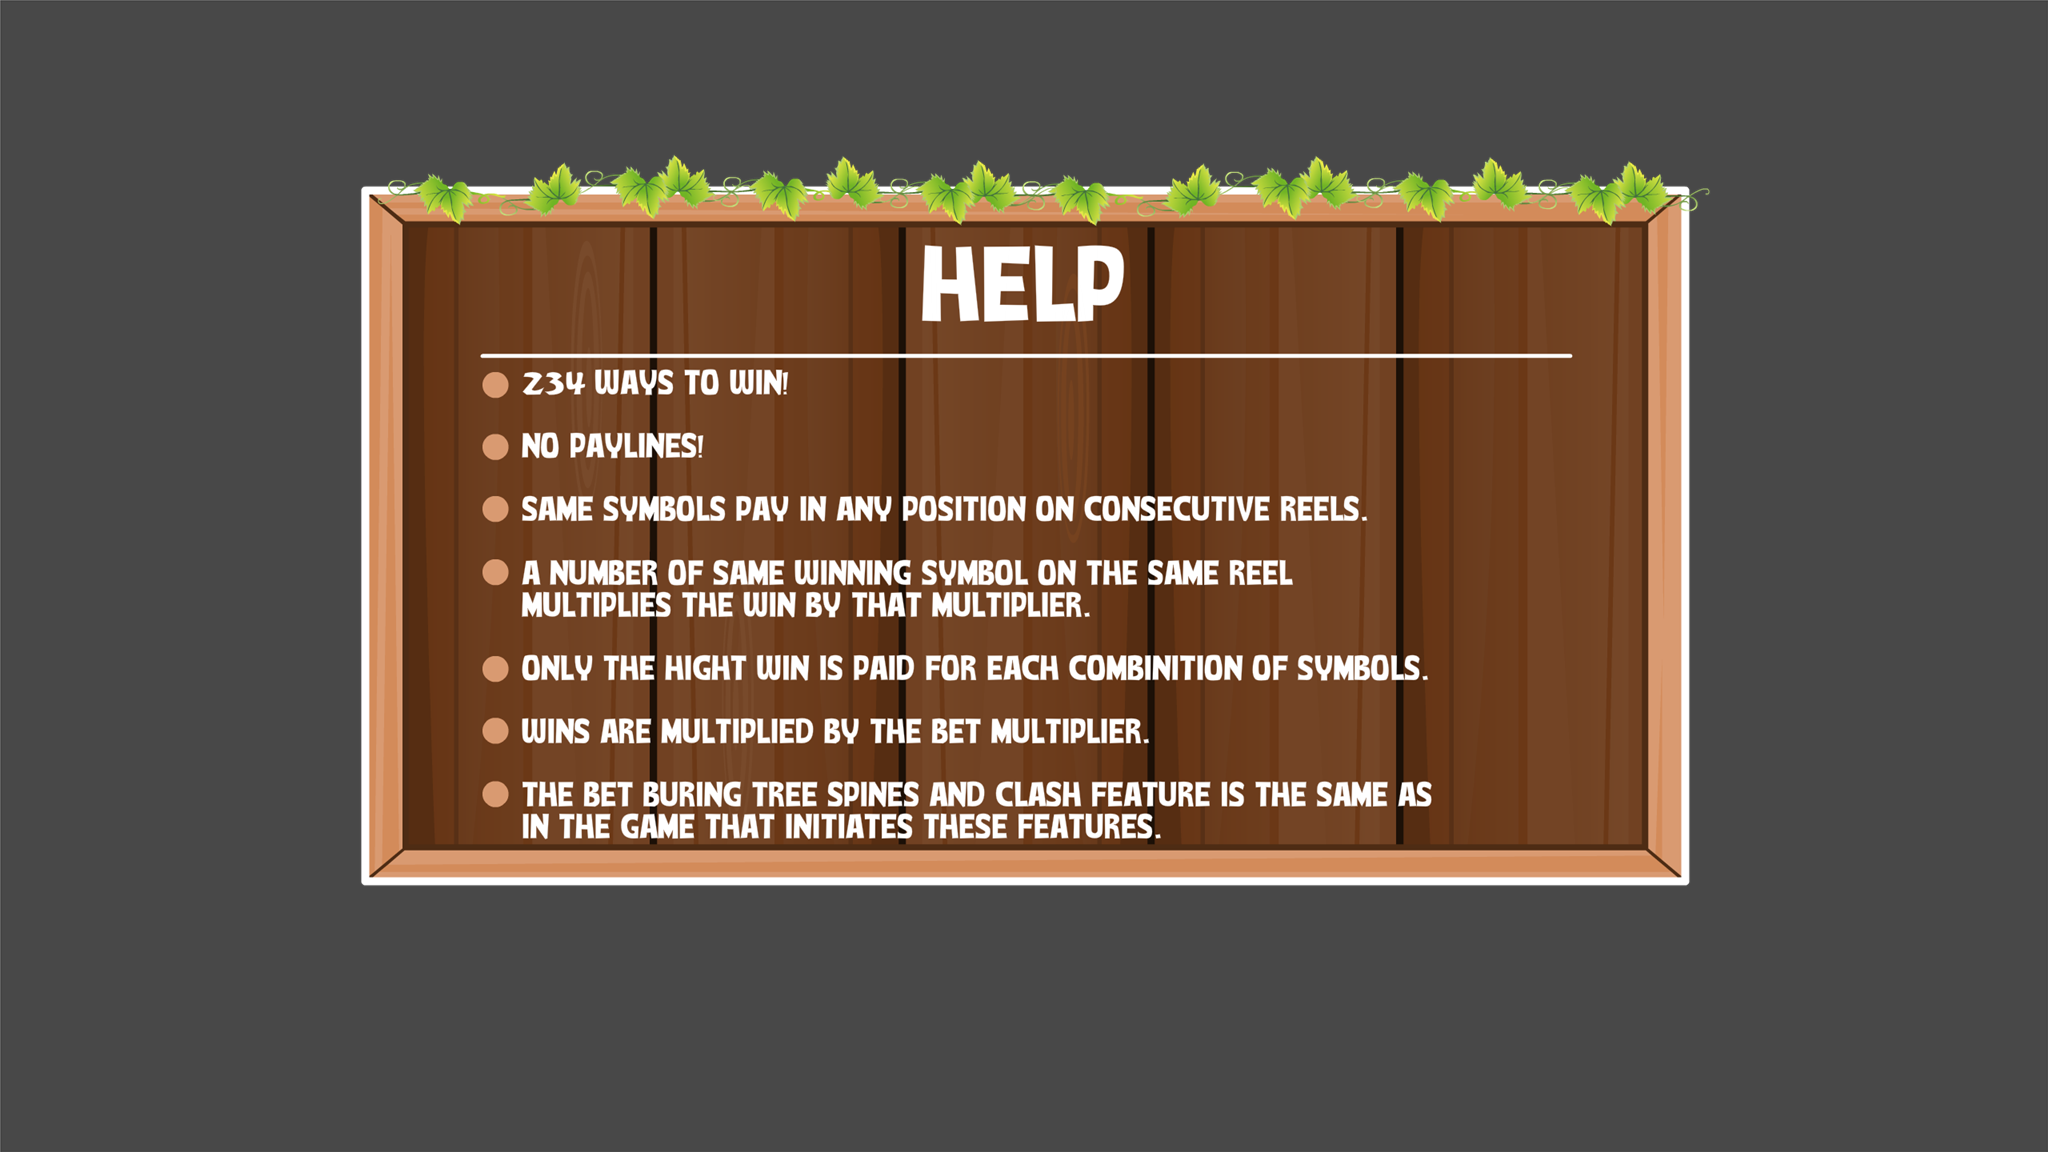 HELP
234 WAYS TO WIN!
NO PAYLINES!
SAME SYMBOLS PAY IN ANY POSITION ON CONSECUTIVE REELS.
A NUMBER OF SAME WINNING SYMBOL ON THE SAME REEL
MULTIPLIES THE WIN BY THAT MULTIPLIER.
ONLY THE HIGHT WIN IS PAID FOR EACH COMBINITION OF SYMBOLS.
WINS ARE MULTIPLIED BY THE BET MULTIPLIER.
THE BET BURING TREE SPINES AND CLASH FEATURE IS THE SAME AS
IN THE GAME THAT INITIATES THESE FEATURES.